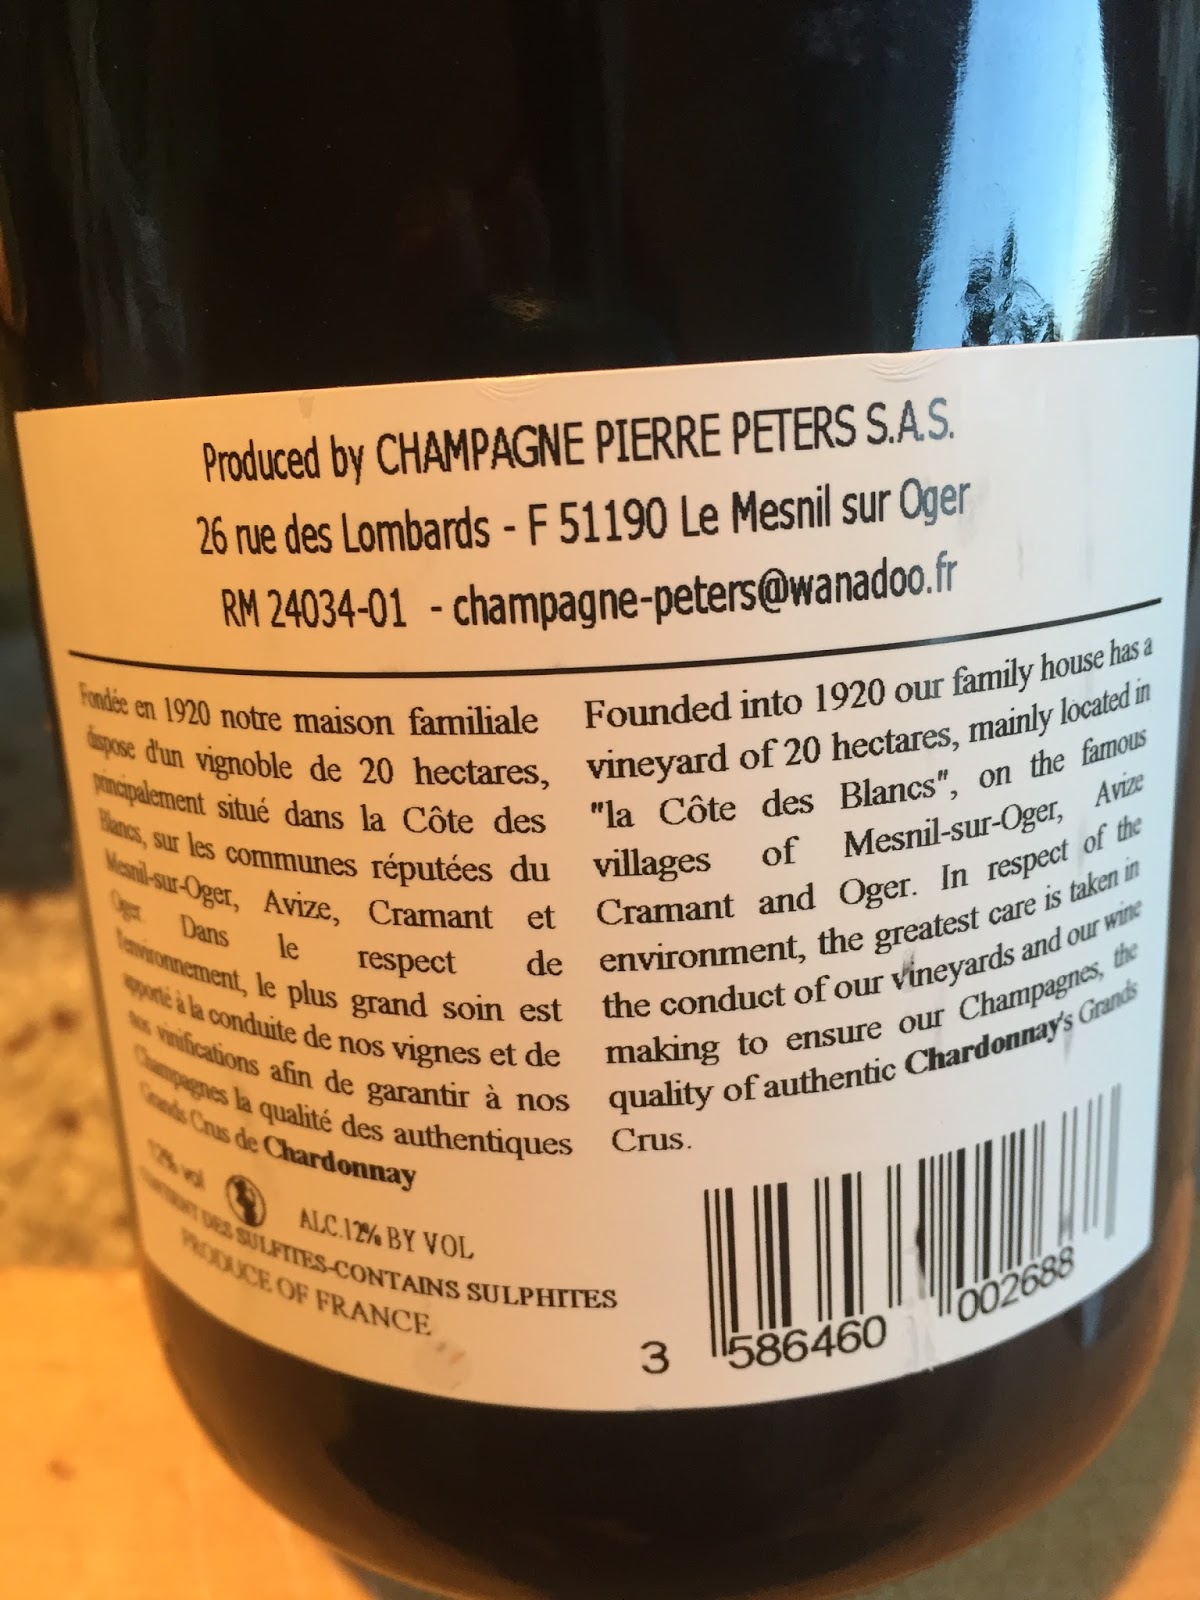 Produced by CHAMPAGNE PIERRE PETERS S.A.S.
26 rue des Lombards - F 51190 Le Mesnil sur Oger
RM 24034-01 - champagne-peters@wanadoo.fr
Fondée en 1920 notre maison familiale
dispose d'un vignoble de 20 hectares,
principalement situé dans la Côte des
Blancs, sur les communes réputées du
Mesnil-sur-Oger, Avize, Cramant et
Oger. Dans le respect de
l'environnement, le plus grand soin est
apporté à la conduite de nos vignes et de
nos vinifications afin de garantir à nos
Champagnes la qualité des authentiques
Grands Crus de Chardonnay
Founded into 1920 our family house has a
vineyard of 20 hectares, mainly located in
"la Côte des Blancs", on the famous
villages of Mesnil-sur-Oger, Avize
Cramant and Oger. In respect of the
environment, the greatest care is taken in
the conduct of our vineyards and our wine
making to ensure our Champagnes, the
quality of authentic Chardonnay's Grands
Crus.
12% vol ALC.12% BY VOL
CONTIENT DES SULFITES-CONTAINS SULPHITES
PRODUCE OF FRANCE
3 586460 002688